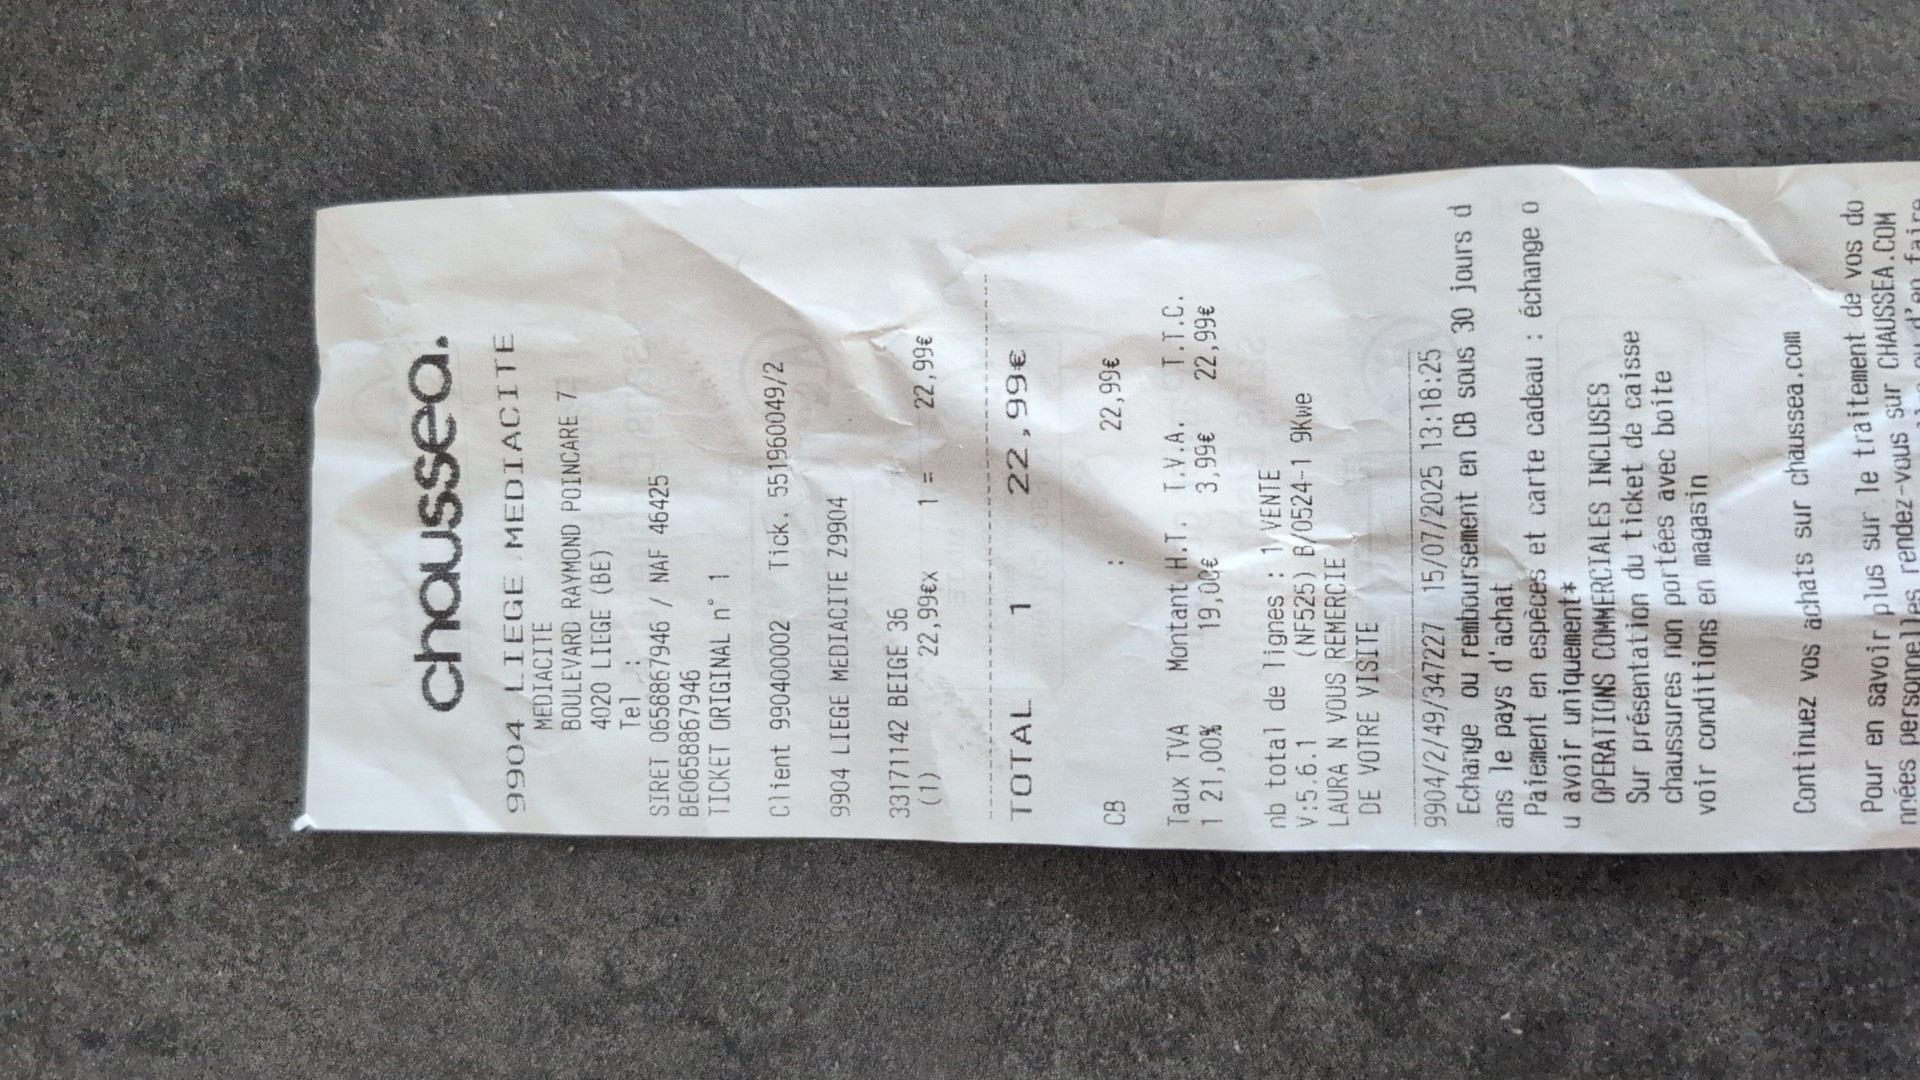 chaussea.
9904 LIEGE MEDIACITE
MEDIACITE
BOULEVARD RAYMOND POINCARE 7
4020 LIEGE (BE)
Tel :
SIRET 0658867946 / NAF 46425
BE0658867946
TICKET ORIGINAL n° 1
Client 990400002 Tick. 551960049/2
9904 LIEGE MEDIACITE Z9904
33171142 BEIGE 36
(1) 22,99€x 1 = 22,99€
TOTAL 1 22,99€
CB : 22,99€
Taux TVA Montant H.T. T.V.A. T.T.C.
1 21,00% 19,00€ 3,99€ 22,99€
nb total de lignes : 1 VENTE
V:5.6.1 (NF525) B/0524-1 9Kwe
LAURA N VOUS REMERCIE
DE VOTRE VISITE
9904/2/49/347227 15/07/2025 13:18:25
Echange ou remboursement en CB sous 30 jours d
ans le pays d'achat
Paiement en espèces et carte cadeau : échange o
u avoir uniquement*
OPERATIONS COMMERCIALES INCLUSES
Sur présentation du ticket de caisse
chaussures non portées avec boite
voir conditions en magasin
Continuez vos achats sur chaussea.com
Pour en savoir plus sur le traitement de vos do
nnées personnelles rendez-vous sur CHAUSSEA.COM
ou d'en faire